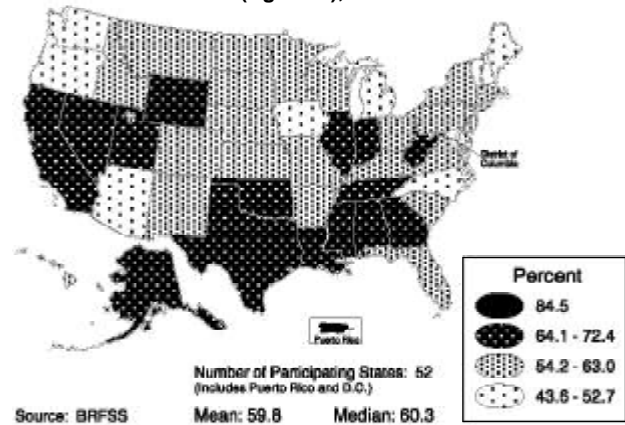 District of
Columbia
Puerto Rico
Percent
84.5
64.1 - 72.4
54.2 - 63.0
43.6 - 52.7
Number of Participating States: 52
(Includes Puerto Rico and D.C.)
Source: BRFSS Mean: 59.8 Median: 60.3